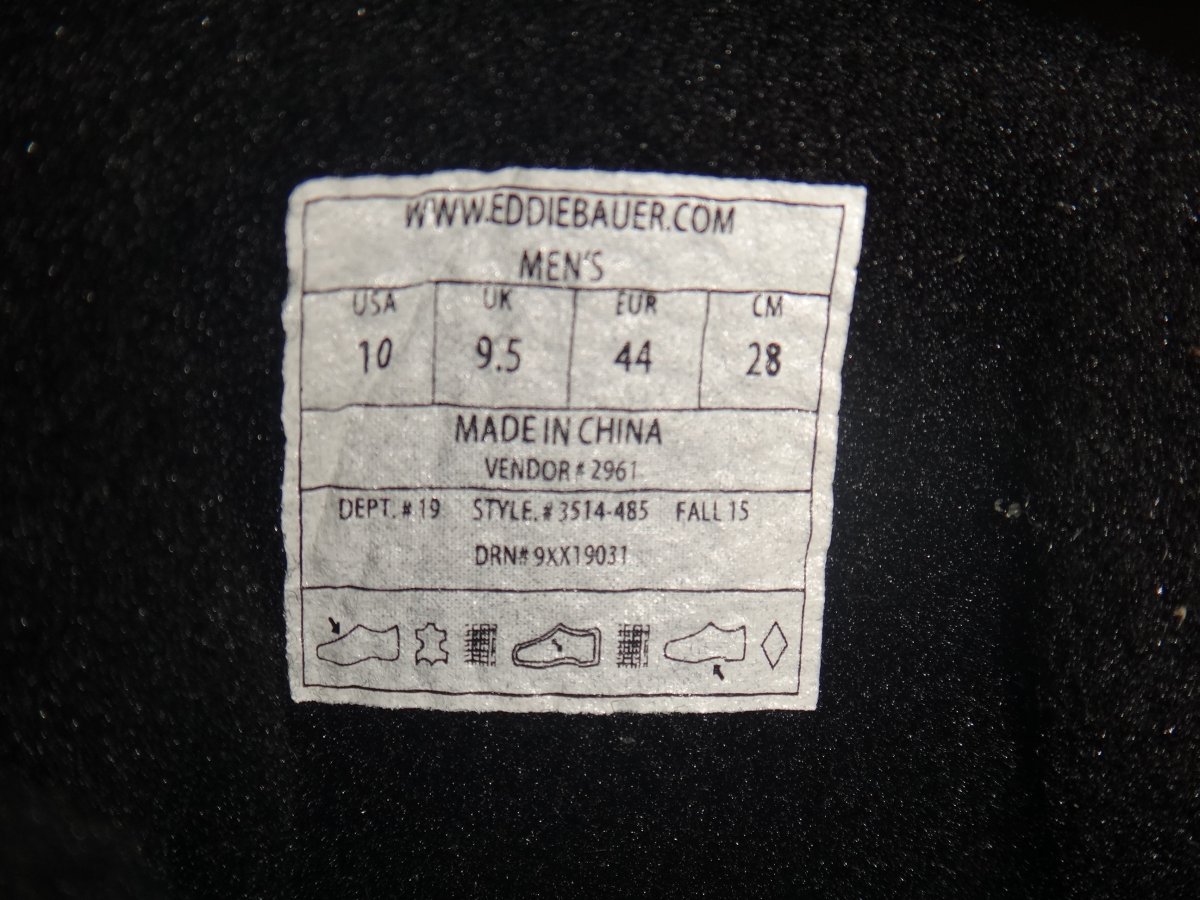 WWW.EDDIEBAUER.COM
MEN'S
USA UK EUR CM
10 9.5 44 28
MADE IN CHINA
VENDOR # 2961
DEPT. # 19 STYLE. # 3514-485 FALL 15
DRN# 9XX19031